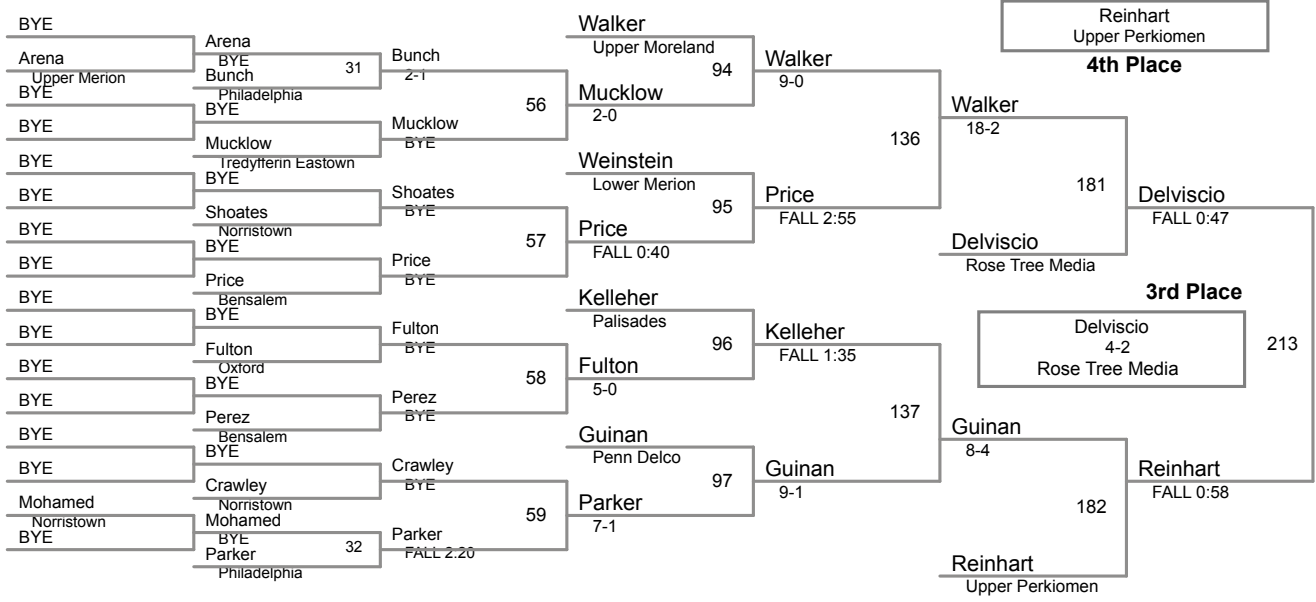 BYE
Arena
Upper Merion
BYE
BYE
BYE
BYE
BYE
BYE
BYE
BYE
BYE
BYE
BYE
BYE
Mohamed
Norristown
BYE
Arena
BYE
31
Bunch
Philadelphia
BYE
Mucklow
Tredyfferin Eastown
BYE
Shoates
Norristown
BYE
Price
Bensalem
BYE
Fulton
Oxford
BYE
Perez
Bensalem
BYE
Crawley
Norristown
Mohamed
BYE
32
Parker
Philadelphia
Bunch
2-1
56
Mucklow
BYE
Shoates
BYE
57
Price
BYE
Fulton
BYE
58
Perez
BYE
Crawley
BYE
59
Parker
FALL 2:20
Walker
Upper Moreland
94
Mucklow
2-0
Weinstein
Lower Merion
95
Price
FALL 0:40
Kelleher
Palisades
96
Fulton
5-0
Guinan
Penn Delco
97
Parker
7-1
Walker
9-0
136
Price
FALL 2:55
Kelleher
FALL 1:35
137
Guinan
9-1
Walker
18-2
181
Delviscio
Rose Tree Media
Guinan
8-4
182
Reinhart
Upper Perkiomen
Delviscio
FALL 0:47
213
Reinhart
FALL 0:58
Reinhart
Upper Perkiomen
4th Place
3rd Place
Delviscio
4-2
Rose Tree Media